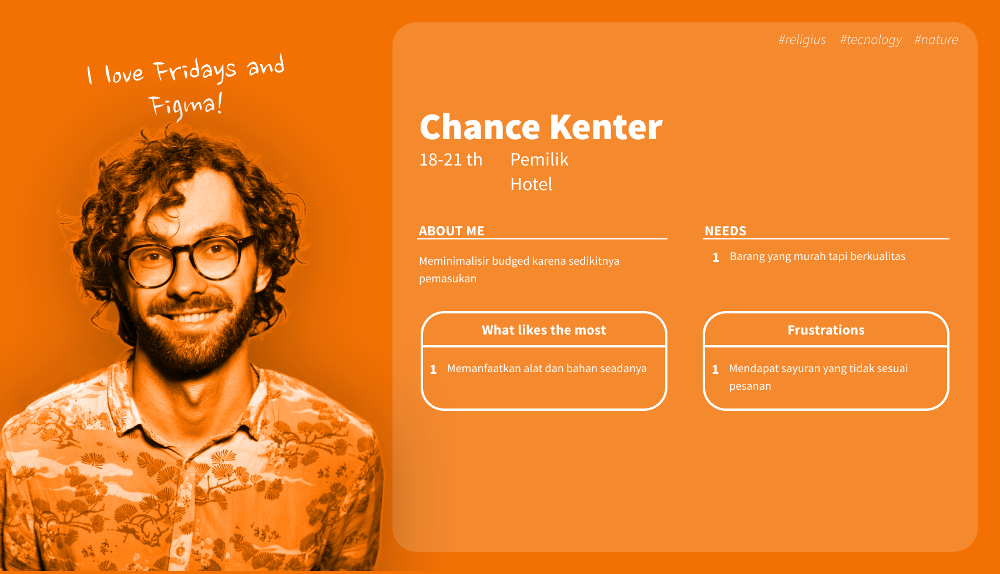 I love Fridays and
Figma!
#religius #tecnology #nature
Chance Kenter
18-21 th Pemilik
Hotel
ABOUT ME
Meminimalisir budged karena sedikitnya
pemasukan
NEEDS
1 Barang yang murah tapi berkualitas
What likes the most
1 Memanfaatkan alat dan bahan seadanya
Frustrations
1 Mendapat sayuran yang tidak sesuai
pesanan